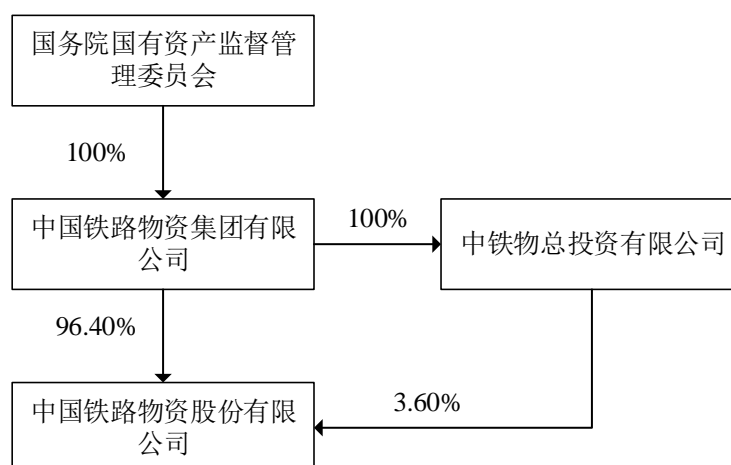 国务院国有资产监督管
理委员会
100%
中国铁路物资集团有限
公司
100%
中铁物总投资有限公司
96.40%
3.60%
中国铁路物资股份有限
公司